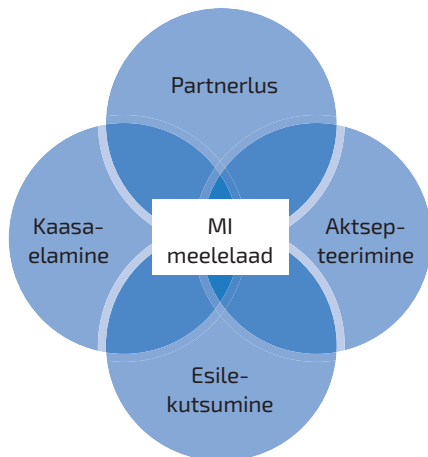 Partnerlus
Kaasa-
elamine
MI
meelelaad
Aktsep-
teerimine
Esile-
kutsumine